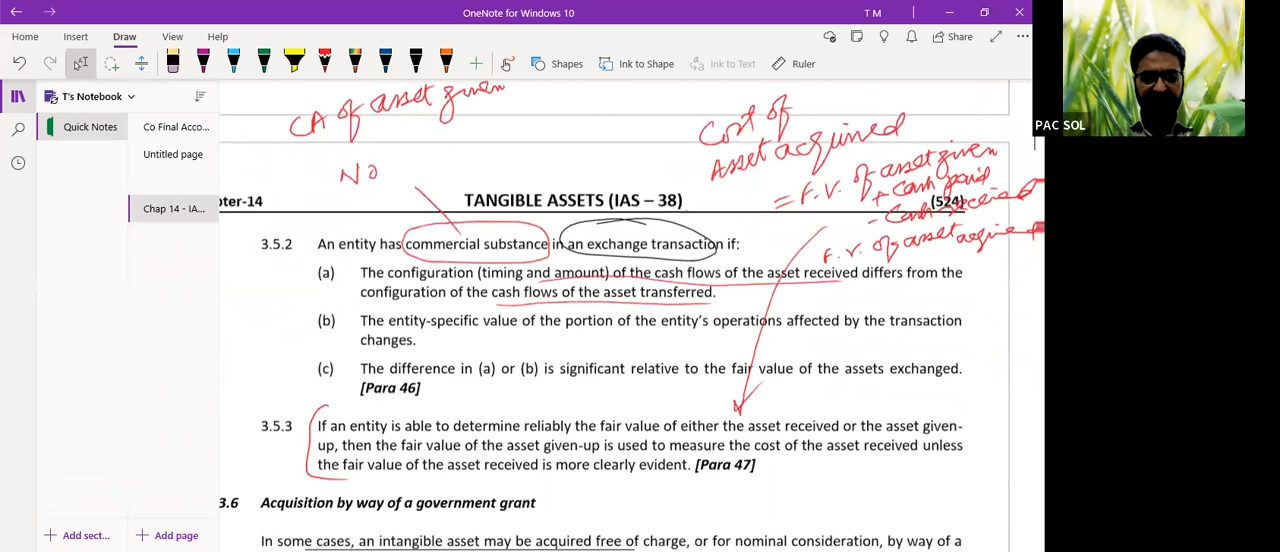 OneNote for Windows 10
T M
Home Insert Draw View Help
Share
Shapes Ink to Shape Ink to Text Ruler
T's Notebook
Quick Notes
Co Final Acco...
Untitled page
Chap 14 - IA...
Add sect... Add page
PAC SOL
CA of asset given
No
Cost of
Asset acquired
= F.V. of asset given
+ Cash paid
- Cash received
F.V. of asset acquired
pter-14 TANGIBLE ASSETS (IAS – 38) (524)
3.5.2 An entity has commercial substance in an exchange transaction if:
(a) The configuration (timing and amount) of the cash flows of the asset received differs from the
configuration of the cash flows of the asset transferred.
(b) The entity-specific value of the portion of the entity's operations affected by the transaction
changes.
(c) The difference in (a) or (b) is significant relative to the fair value of the assets exchanged.
[Para 46]
3.5.3 If an entity is able to determine reliably the fair value of either the asset received or the asset given-
up, then the fair value of the asset given-up is used to measure the cost of the asset received unless
the fair value of the asset received is more clearly evident. [Para 47]
3.6 Acquisition by way of a government grant
In some cases, an intangible asset may be acquired free of charge, or for nominal consideration, by way of a